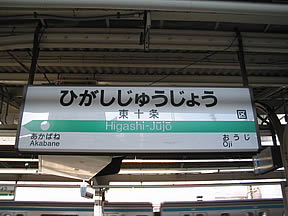 ひがしじゅうじょう
東十条
区
Higashi-Jūjō
あかばね
Akabane
おうじ
Oji